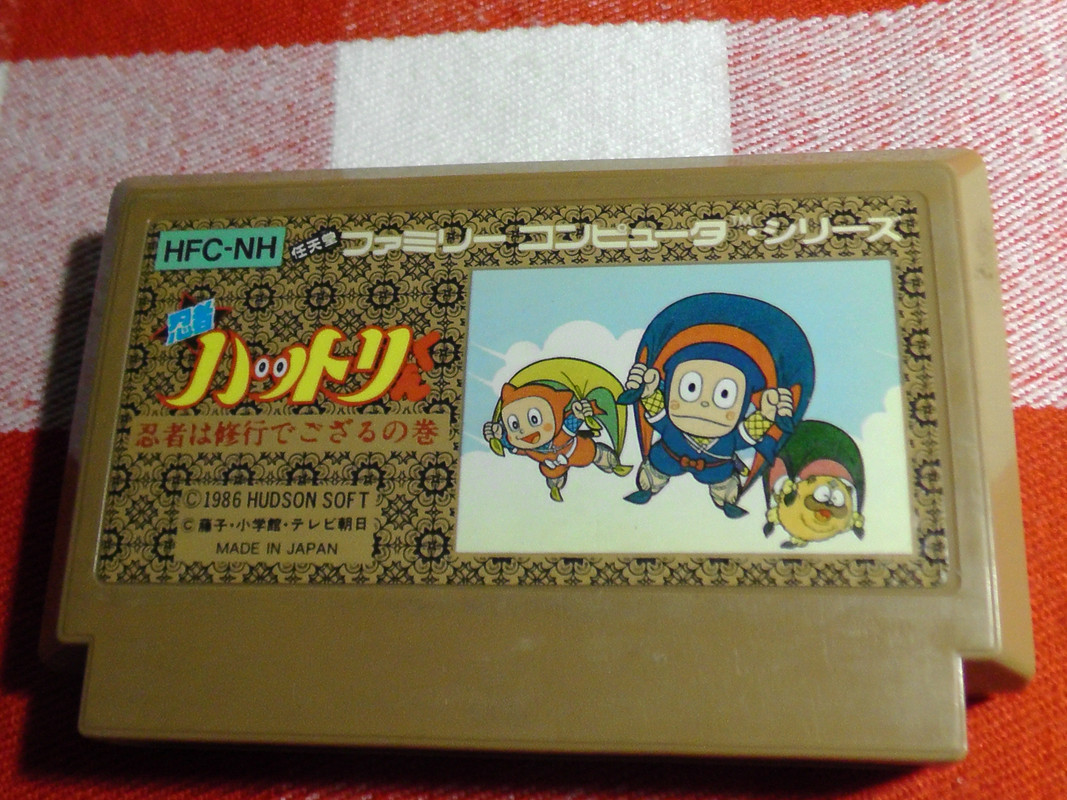 HFC-NH 任天堂 ファミリー コンピュータ™・シリーズ
忍者
ハットリくん
忍者は修行でござるの巻
©1986 HUDSON SOFT
©藤子・小学館・テレビ朝日
MADE IN JAPAN